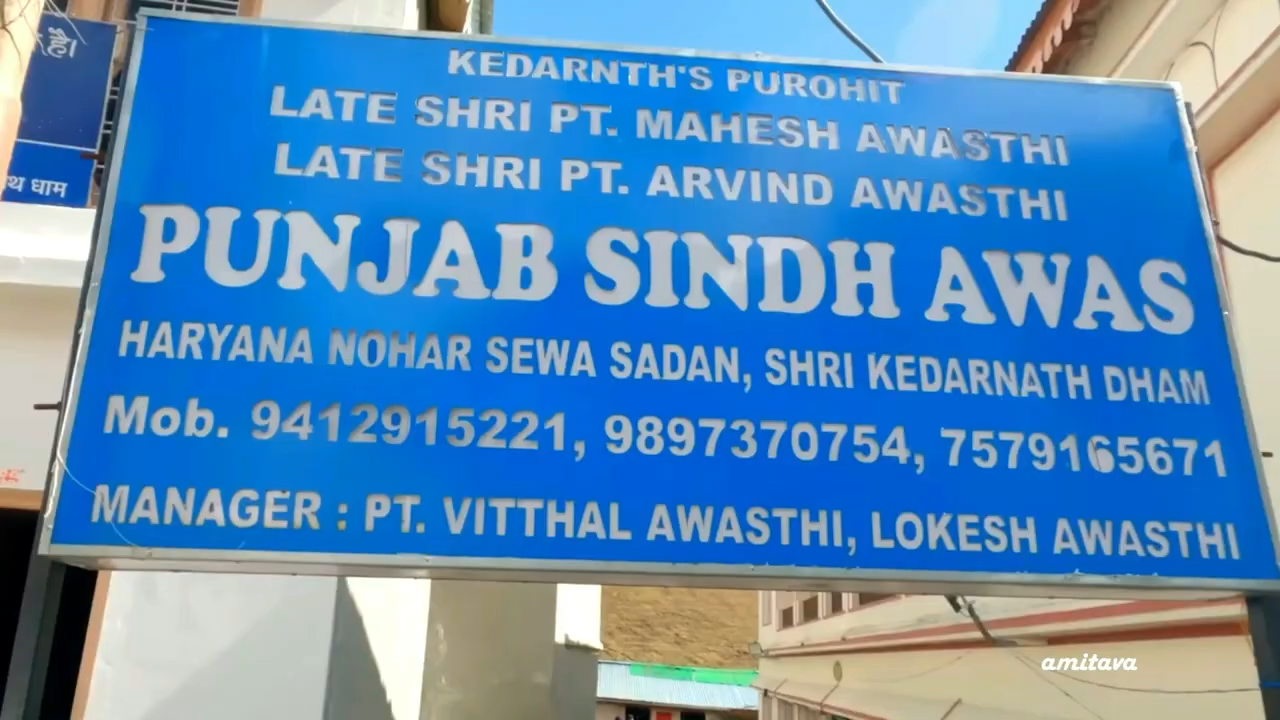 है।
थ धाम
KEDARNTH'S PUROHIT
LATE SHRI PT. MAHESH AWASTHI
LATE SHRI PT. ARVIND AWASTHI
PUNJAB SINDH AWAS
HARYANA NOHAR SEWA SADAN, SHRI KEDARNATH DHAM
Mob. 9412915221, 9897370754, 7579165671
MANAGER : PT. VITTHAL AWASTHI, LOKESH AWASTHI
amitava